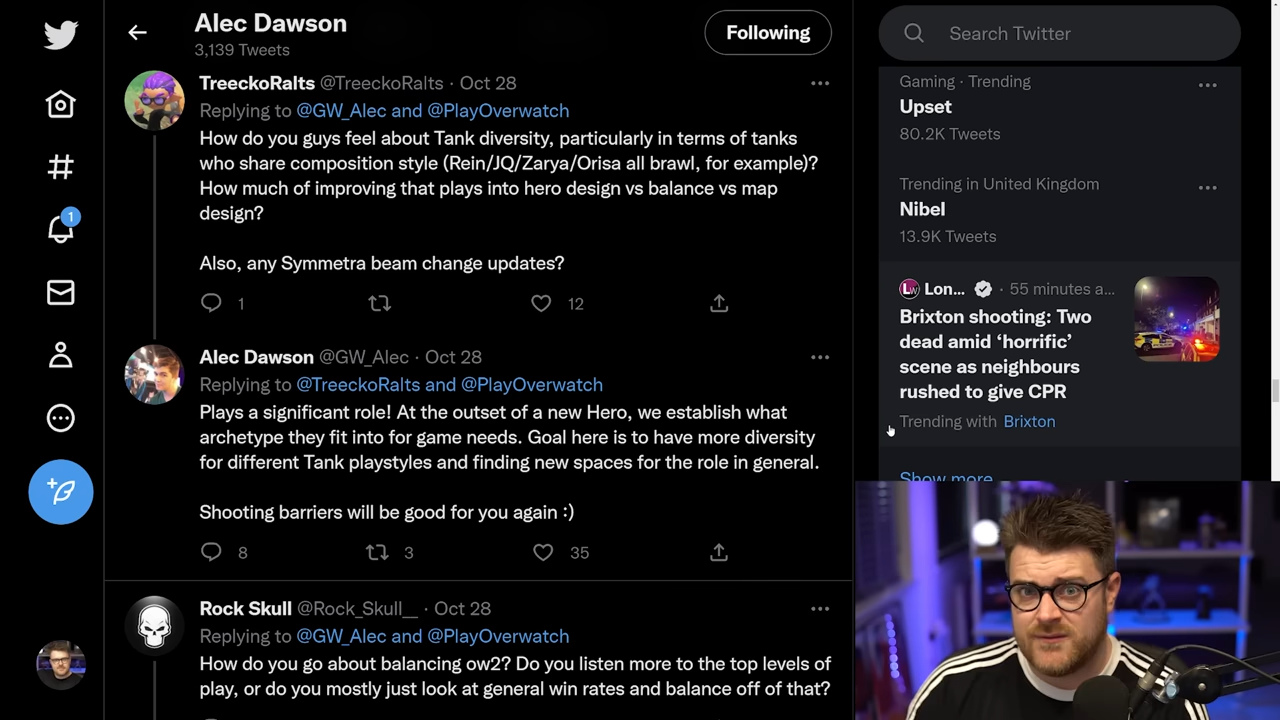 Alec Dawson
3,139 Tweets
Following
Search Twitter
TreeckoRalts @TreeckoRalts · Oct 28
Replying to @GW_Alec and @PlayOverwatch
How do you guys feel about Tank diversity, particularly in terms of tanks
who share composition style (Rein/JQ/Zarya/Orisa all brawl, for example)?
How much of improving that plays into hero design vs balance vs map
design?
Also, any Symmetra beam change updates?
1
12
Alec Dawson @GW_Alec · Oct 28
Replying to @TreeckoRalts and @PlayOverwatch
Plays a significant role! At the outset of a new Hero, we establish what
archetype they fit into for game needs. Goal here is to have more diversity
for different Tank playstyles and finding new spaces for the role in general.
Shooting barriers will be good for you again :)
8
3
35
Rock Skull @Rock_Skull__ · Oct 28
Replying to @GW_Alec and @PlayOverwatch
How do you go about balancing ow2? Do you listen more to the top levels of
play, or do you mostly just look at general win rates and balance off of that?
1
Gaming · Trending
Upset
80.2K Tweets
Trending in United Kingdom
Nibel
13.9K Tweets
LW Lon... · 55 minutes a...
Brixton shooting: Two
dead amid ‘horrific’
scene as neighbours
rushed to give CPR
Trending with Brixton
Show more